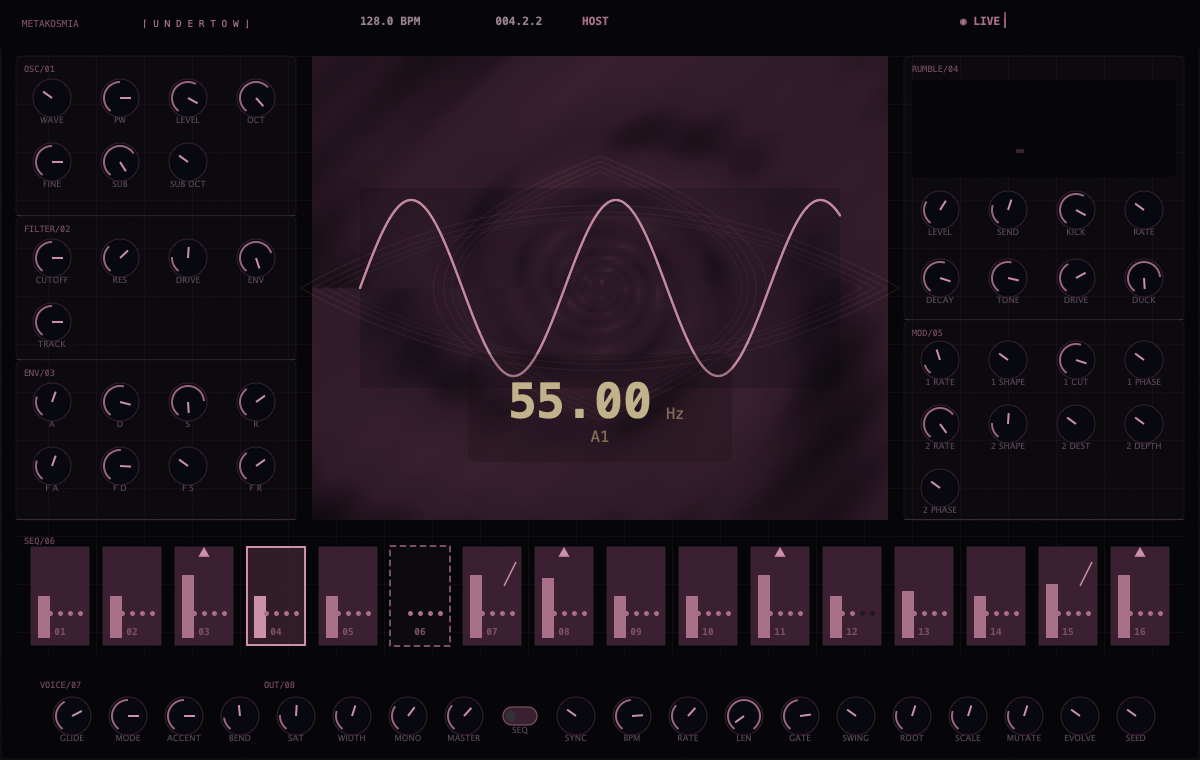 METAKOSMIA [UNDERTOW] 128.0 BPM 004.2.2 HOST ◉ LIVE
OSC/01
WAVE PW LEVEL OCT
FINE SUB SUB OCT
FILTER/02
CUTOFF RES DRIVE ENV
TRACK
ENV/03
A D S R
F A F D F S F R
55.00 Hz
A1
RUMBLE/04
LEVEL SEND KICK RATE
DECAY TONE DRIVE DUCK
MOD/05
1 RATE 1 SHAPE 1 CUT 1 PHASE
2 RATE 2 SHAPE 2 DEST 2 DEPTH
2 PHASE
SEQ/06
01 02 03 04 05 06 07 08 09 10 11 12 13 14 15 16
VOICE/07 OUT/08
GLIDE MODE ACCENT BEND SAT WIDTH MONO MASTER SEQ SYNC BPM RATE LEN GATE SWING ROOT SCALE MUTATE EVOLVE SEED